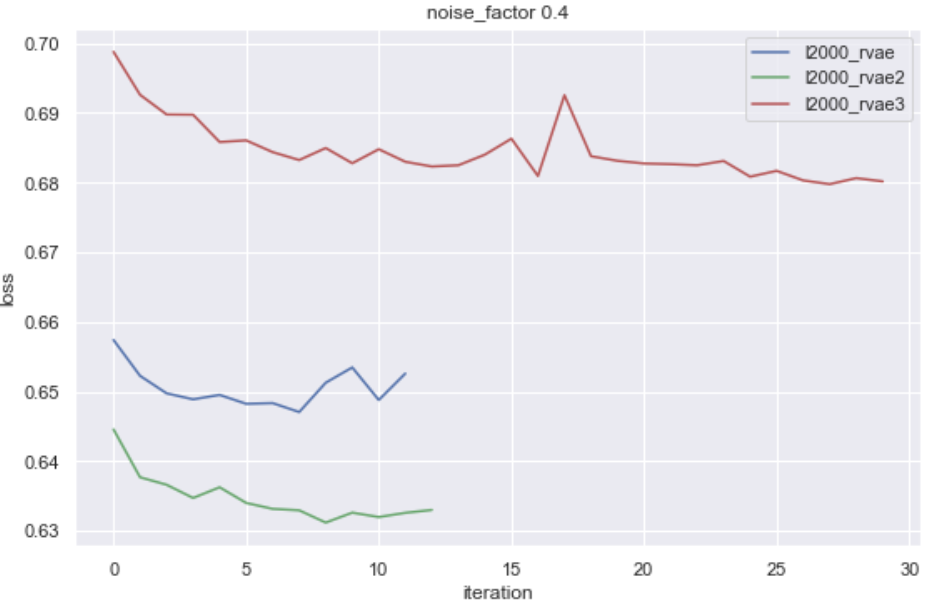 noise_factor 0.4
0.70
0.69
0.68
0.67
0.66
0.65
0.64
0.63
loss
l2000_rvae
l2000_rvae2
l2000_rvae3
0 5 10 15 20 25 30
iteration